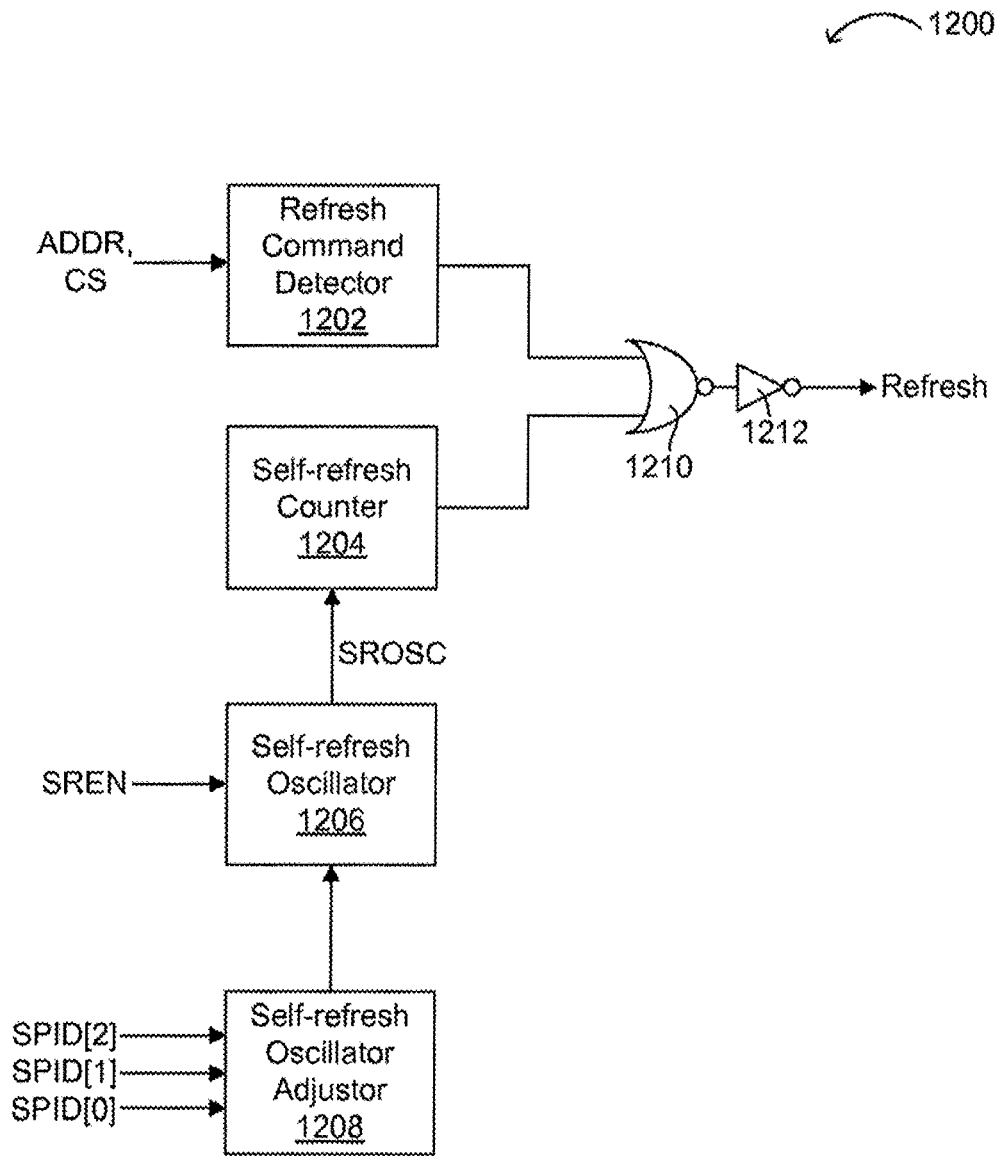 1200
ADDR,
CS
Refresh
Command
Detector
1202
Refresh
1212
1210
Self-refresh
Counter
1204
SROSC
SREN
Self-refresh
Oscillator
1206
SPID[2]
SPID[1]
SPID[0]
Self-refresh
Oscillator
Adjustor
1208